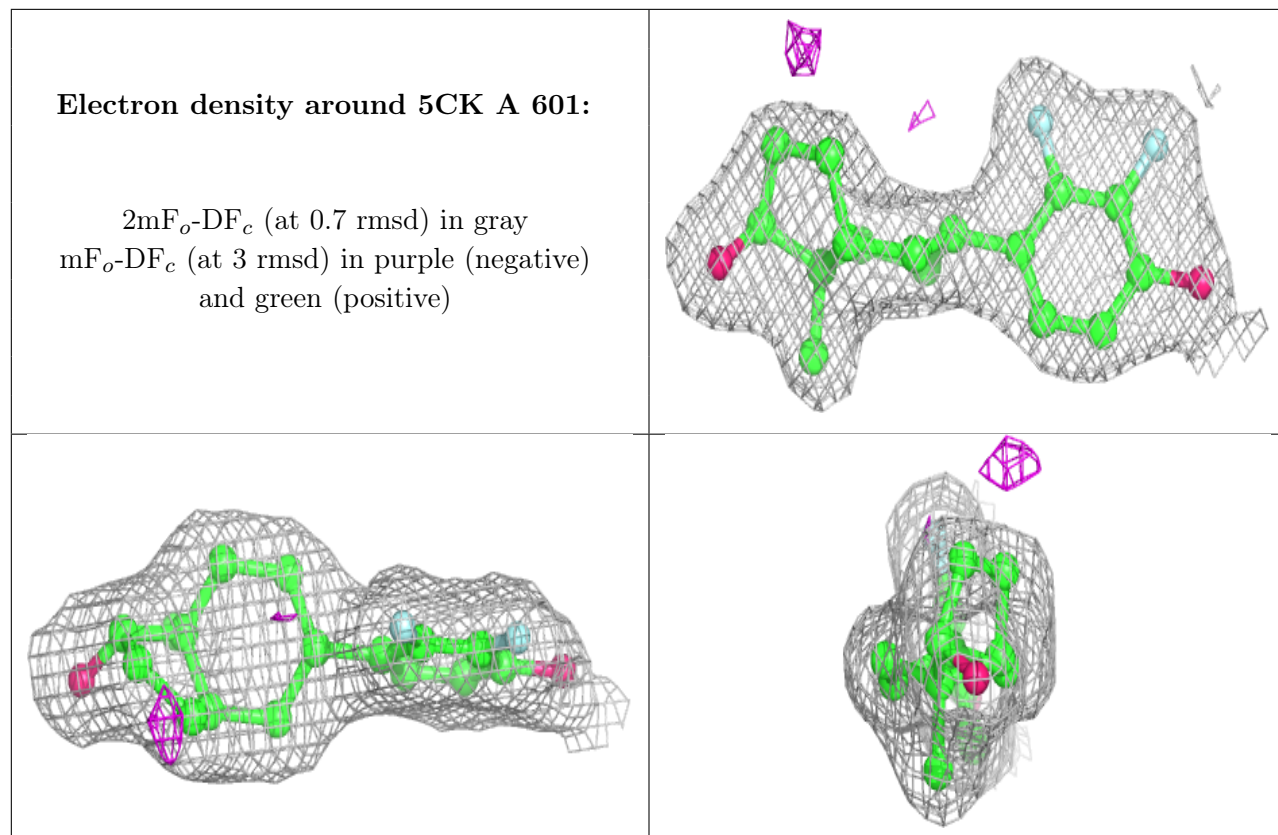 Electron density around 5CK A 601:
2mFo-DFc (at 0.7 rmsd) in gray
mFo-DFc (at 3 rmsd) in purple (negative)
and green (positive)